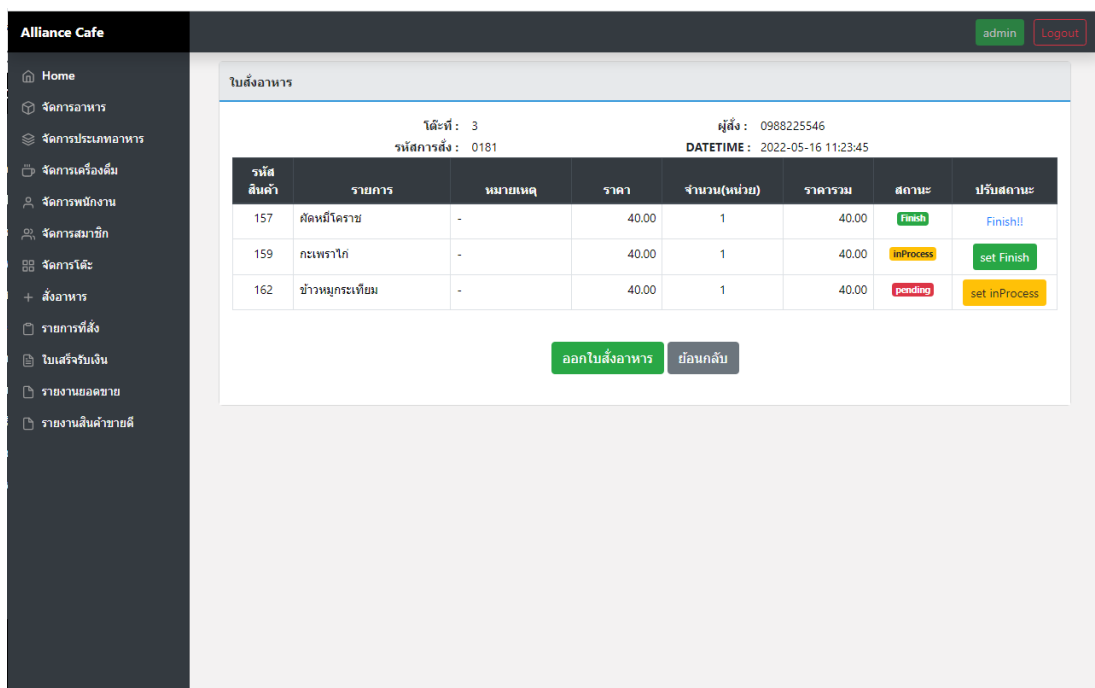 Alliance Cafe
admin Logout
Home
จัดการอาหาร
จัดการประเภทอาหาร
จัดการเครื่องดื่ม
จัดการพนักงาน
จัดการสมาชิก
จัดการโต๊ะ
สั่งอาหาร
รายการที่สั่ง
ใบเสร็จรับเงิน
รายงานยอดขาย
รายงานสินค้าขายดี
ใบสั่งอาหาร
โต๊ะที่ : 3 ผู้สั่ง : 0988225546
รหัสการสั่ง : 0181 DATETIME : 2022-05-16 11:23:45
รหัส
สินค้า รายการ หมายเหตุ ราคา จำนวน(หน่วย) ราคารวม สถานะ ปรับสถานะ
157 ผัดหมี่โคราช - 40.00 1 40.00 Finish Finish!!
159 กะเพราไก่ - 40.00 1 40.00 inProcess set Finish
162 ข้าวหมูกระเทียม - 40.00 1 40.00 pending set inProcess
ออกใบสั่งอาหาร ย้อนกลับ